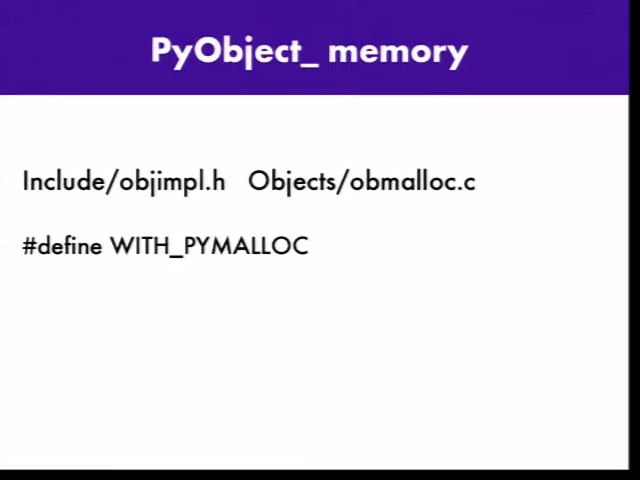 PyObject_ memory
Include/objimpl.h Objects/obmalloc.c
#define WITH_PYMALLOC